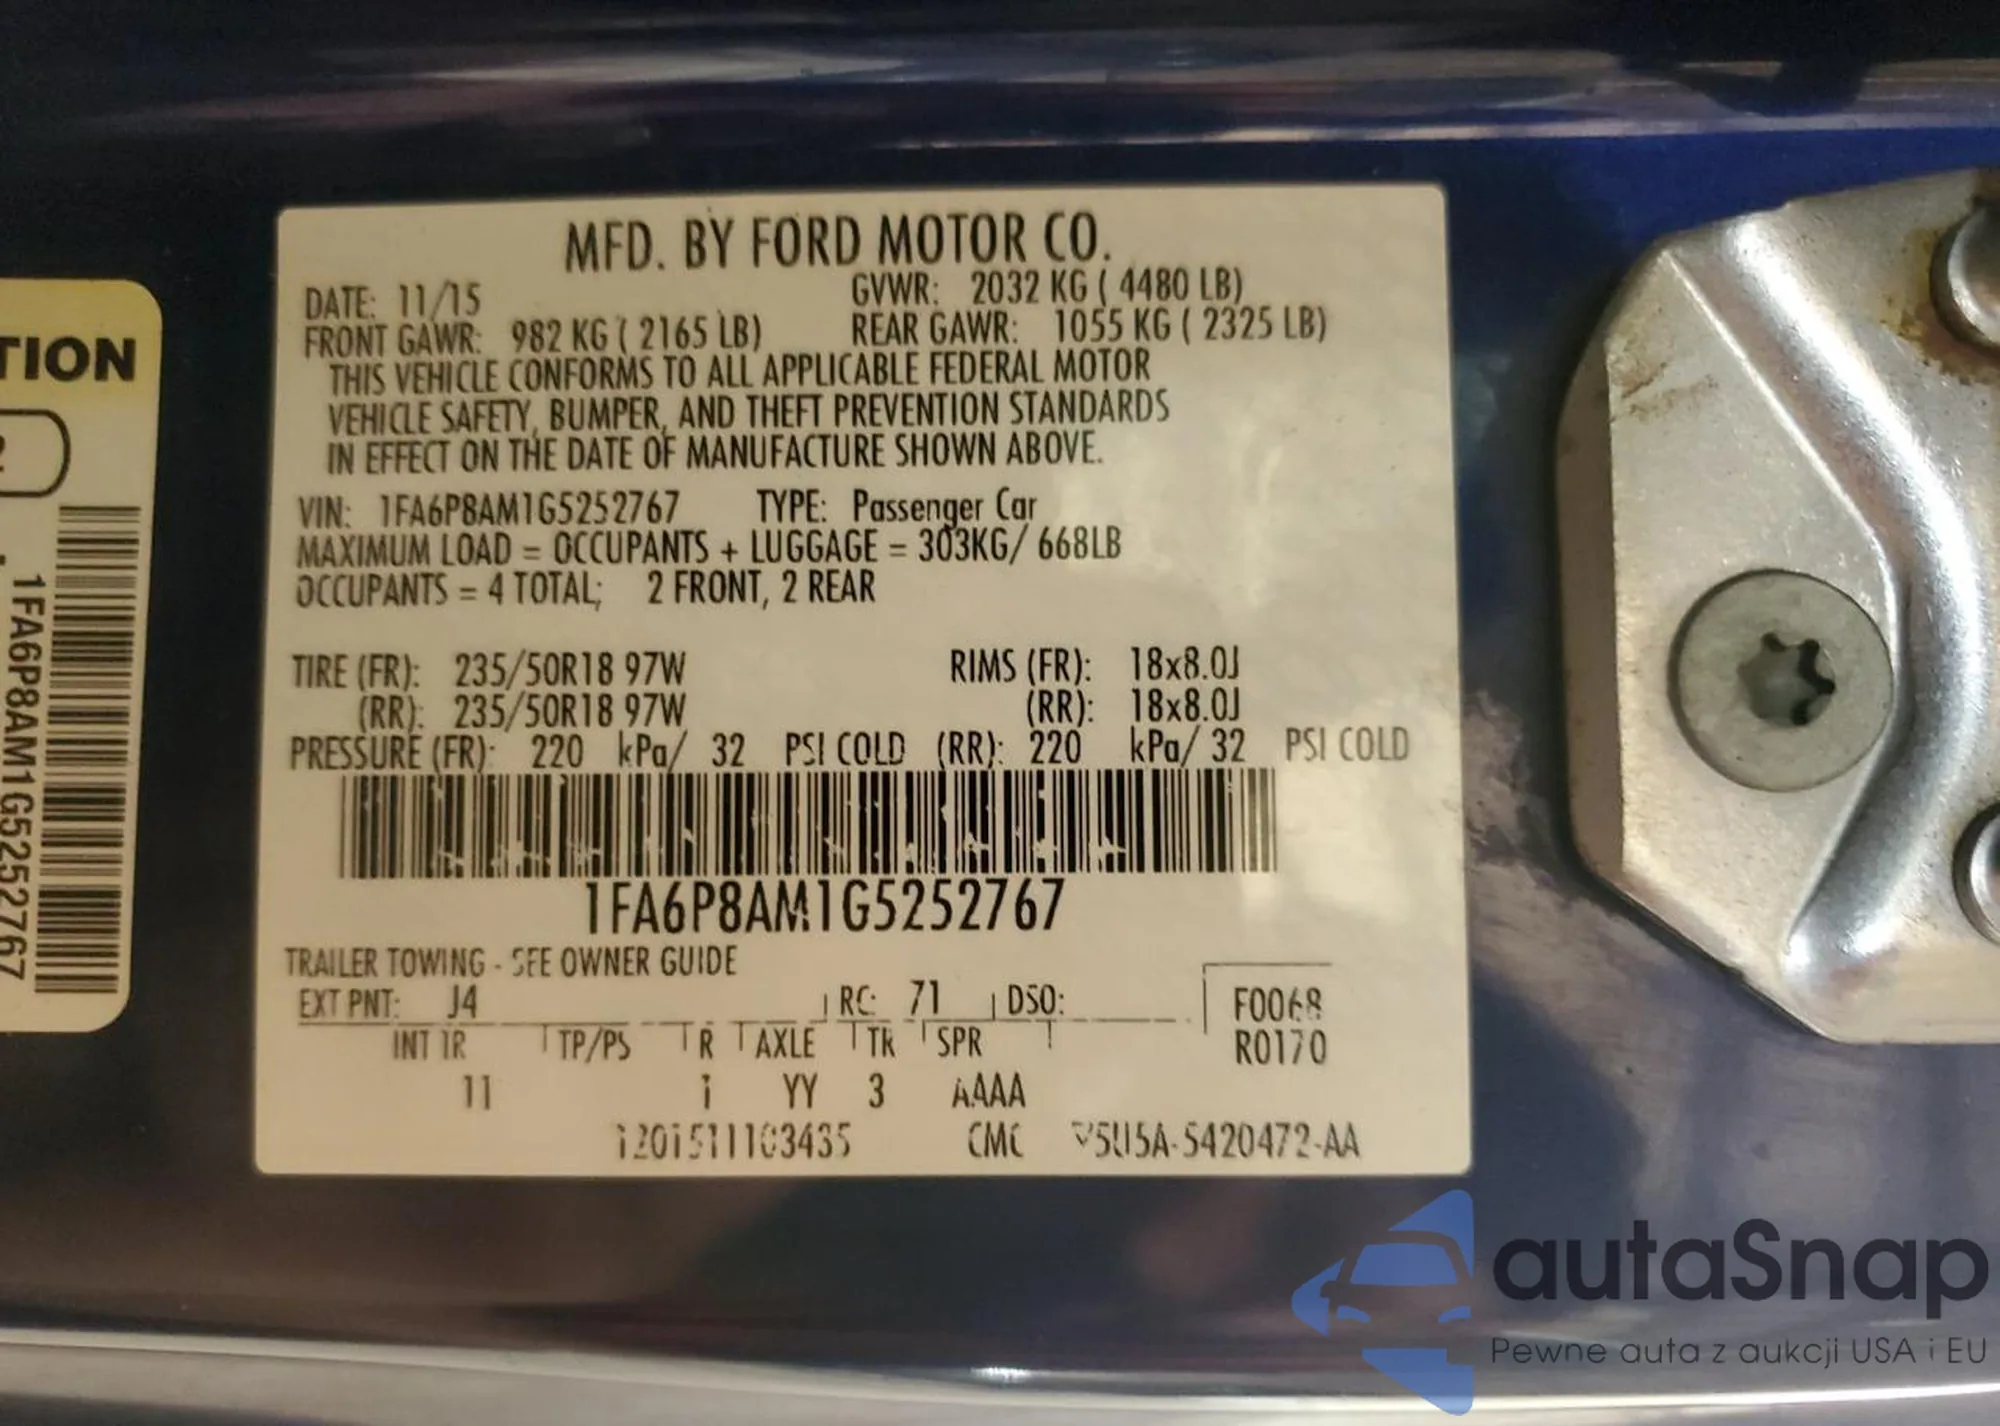 MFD. BY FORD MOTOR CO.
DATE: 11/15 GVWR: 2032 KG ( 4480 LB)
FRONT GAWR: 982 KG ( 2165 LB) REAR GAWR: 1055 KG ( 2325 LB)
THIS VEHICLE CONFORMS TO ALL APPLICABLE FEDERAL MOTOR
VEHICLE SAFETY, BUMPER, AND THEFT PREVENTION STANDARDS
IN EFFECT ON THE DATE OF MANUFACTURE SHOWN ABOVE.
VIN: 1FA6P8AM1G5252767 TYPE: Passenger Car
MAXIMUM LOAD = OCCUPANTS + LUGGAGE = 303KG/ 668LB
OCCUPANTS = 4 TOTAL; 2 FRONT, 2 REAR
TIRE (FR): 235/50R18 97W RIMS (FR): 18x8.0J
(RR): 235/50R18 97W (RR): 18x8.0J
PRESSURE (FR): 220 kPa/ 32 PSI COLD (RR): 220 kPa/ 32 PSI COLD
1FA6P8AM1G5252767
TRAILER TOWING - SEE OWNER GUIDE
EXT PNT: J4 RC: 71 DSO: F0068
INT TR TP/PS R AXLE TR SPR R0170
11 1 YY 3 AAAA
1201511103435 CMC 5U5A-5420472-AA
TION
2
1FA6P8AM1G5252767
autaSnap
Pewne auta z aukcji USA i EU